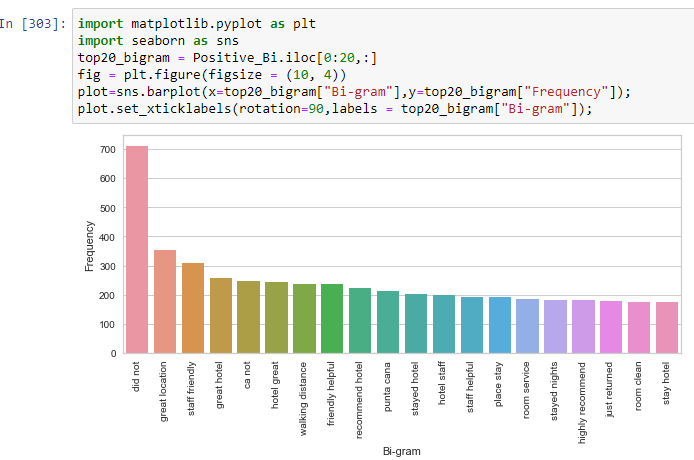 In [303]:
import matplotlib.pyplot as plt
import seaborn as sns
top20_bigram = Positive_Bi.iloc[0:20,:]
fig = plt.figure(figsize = (10, 4))
plot=sns.barplot(x=top20_bigram["Bi-gram"],y=top20_bigram["Frequency"]);
plot.set_xticklabels(rotation=90,labels = top20_bigram["Bi-gram"]);
Frequency
700
600
500
400
300
200
100
0
did not
great location
staff friendly
great hotel
ca not
hotel great
walking distance
friendly helpful
recommend hotel
punta cana
stayed hotel
hotel staff
staff helpful
place stay
room service
stayed nights
highly recommend
just returned
room clean
stay hotel
Bi-gram